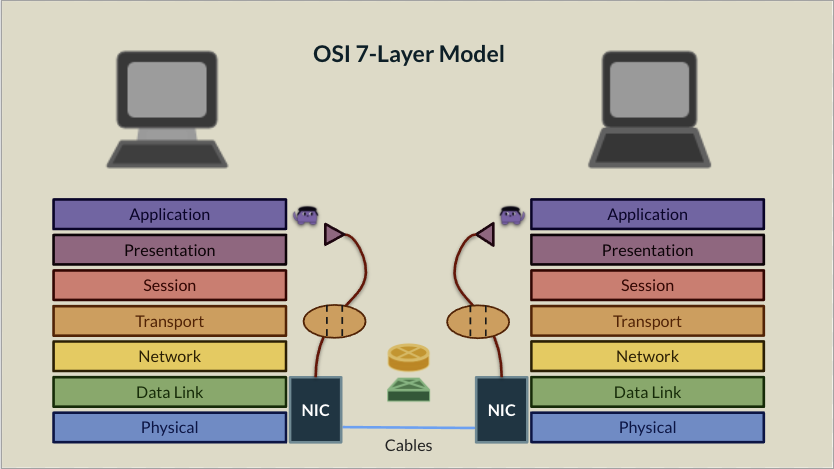 OSI 7-Layer Model
Application
Presentation
Session
Transport
Network
Data Link
Physical
NIC
Cables
NIC
Application
Presentation
Session
Transport
Network
Data Link
Physical